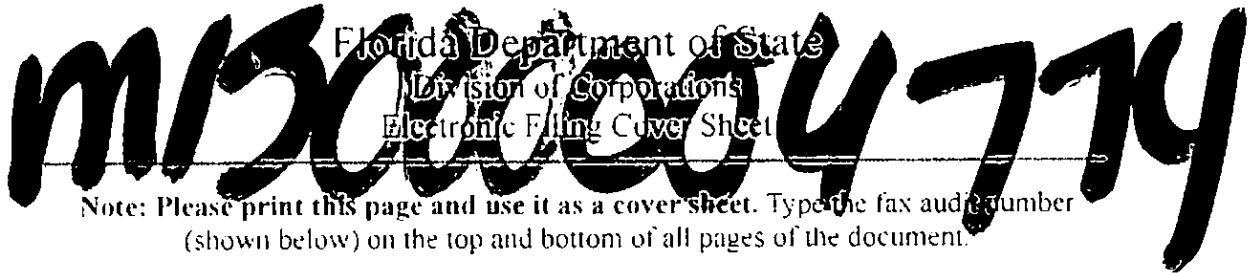 M15000004774
Florida Department of State
Division of Corporations
Electronic Filing Cover Sheet
Note: Please print this page and use it as a cover sheet. Type the fax audit number
(shown below) on the top and bottom of all pages of the document.